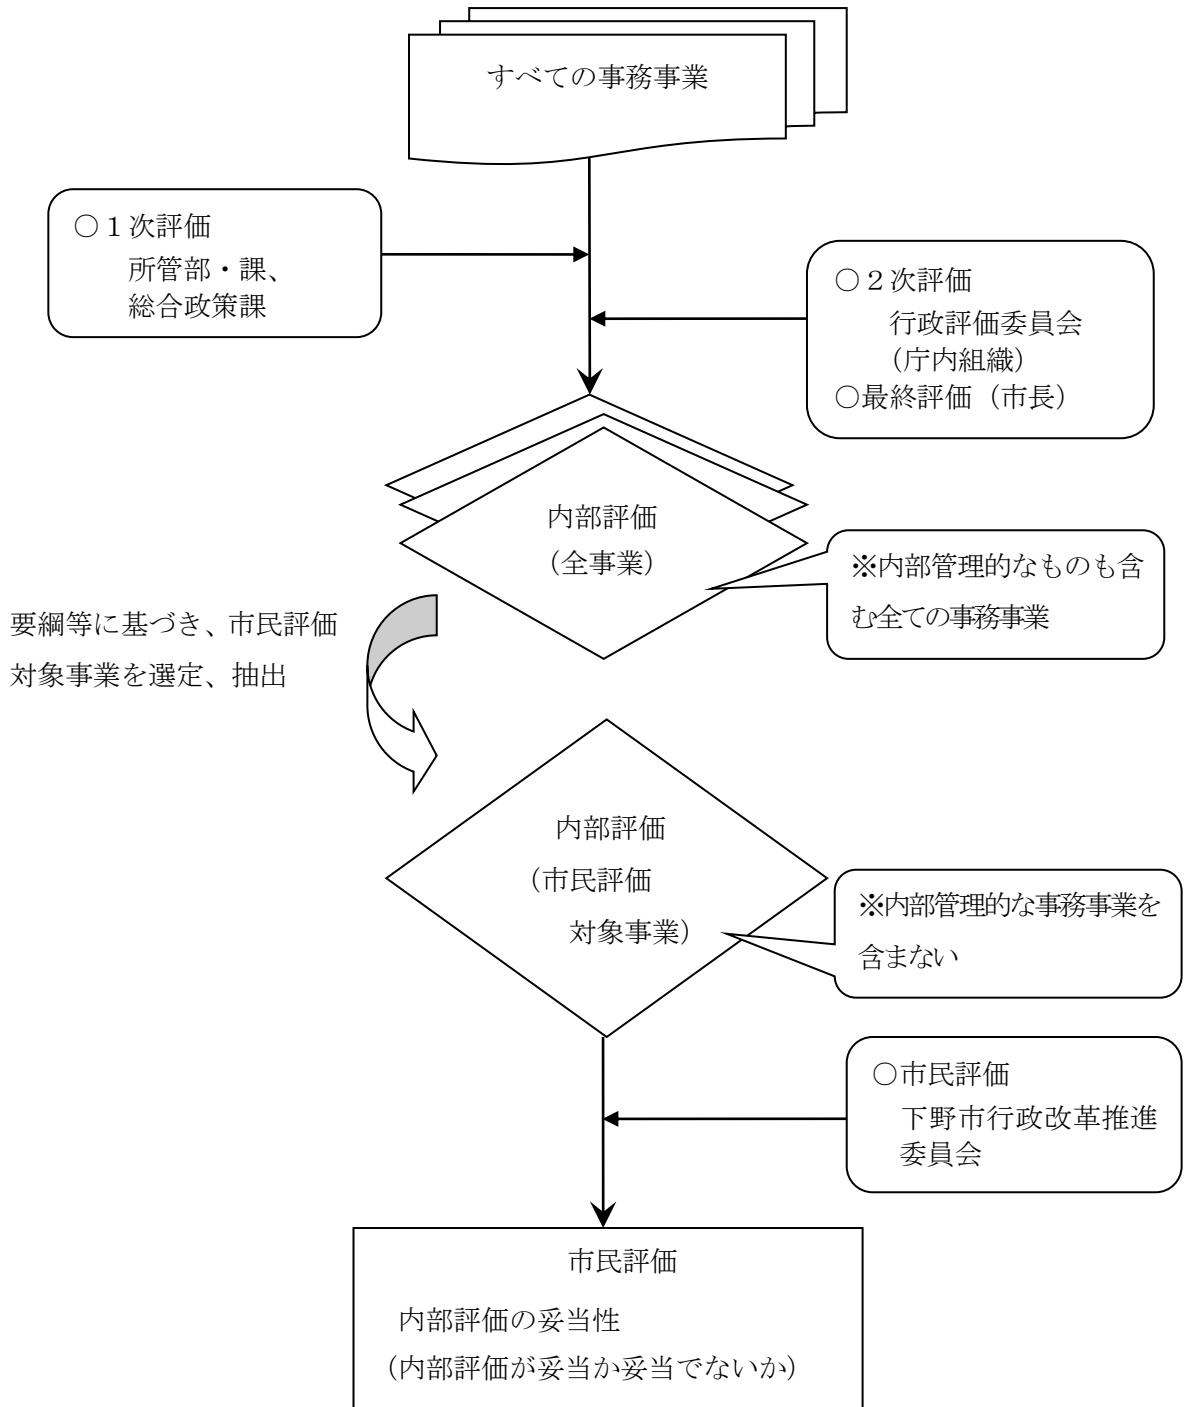 すべての事務事業
○１次評価
所管部・課、
総合政策課
○２次評価
行政評価委員会
（庁内組織）
○最終評価（市長）
内部評価
（全事業）
※内部管理的なものも含
む全ての事務事業
要綱等に基づき、市民評価
対象事業を選定、抽出
内部評価
（市民評価
対象事業）
※内部管理的な事務事業を
含まない
○市民評価
下野市行政改革推進
委員会
市民評価
内部評価の妥当性
（内部評価が妥当か妥当でないか）